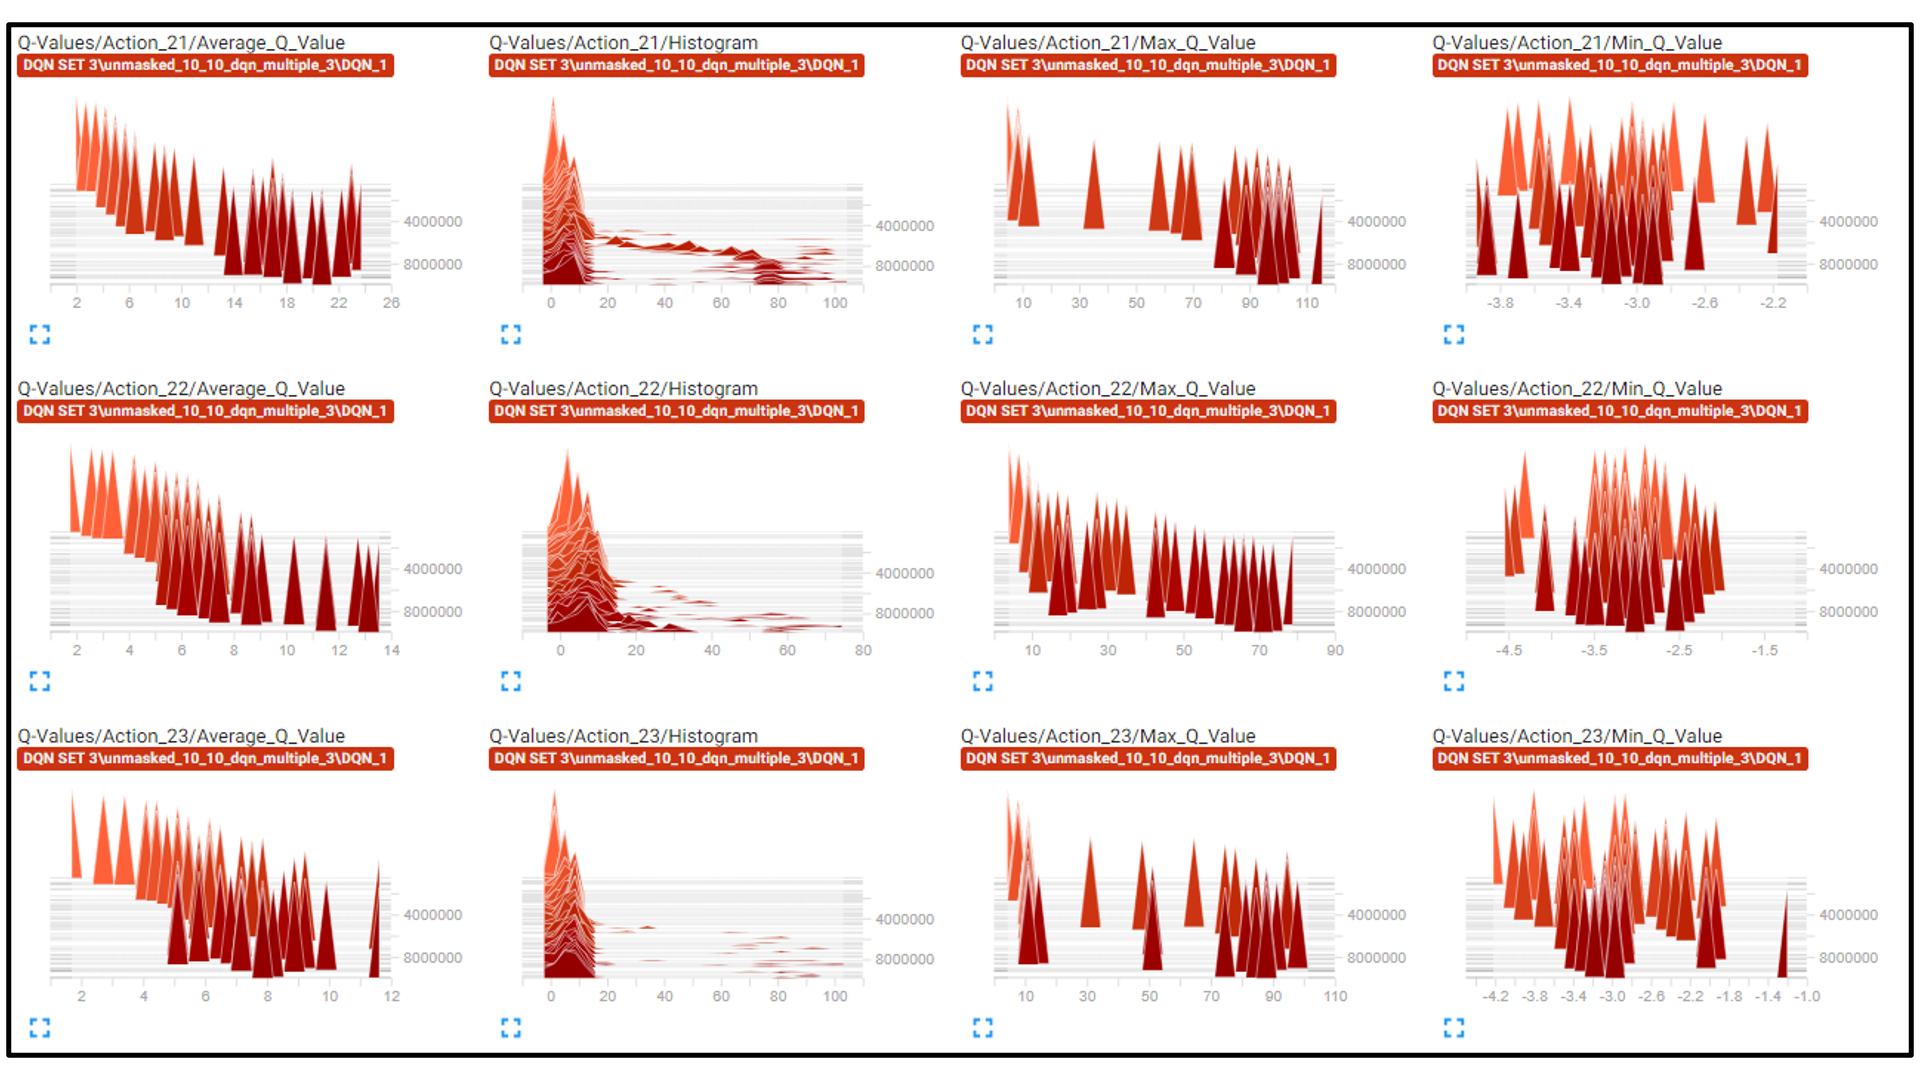 Q-Values/Action_21/Average_Q_Value
DQN SET 3\unmasked_10_10_dqn_multiple_3\DQN_1
4000000
8000000
2 6 10 14 18 22 26
Q-Values/Action_21/Histogram
DQN SET 3\unmasked_10_10_dqn_multiple_3\DQN_1
4000000
8000000
0 20 40 60 80 100
Q-Values/Action_21/Max_Q_Value
DQN SET 3\unmasked_10_10_dqn_multiple_3\DQN_1
4000000
8000000
10 30 50 70 90 110
Q-Values/Action_21/Min_Q_Value
DQN SET 3\unmasked_10_10_dqn_multiple_3\DQN_1
4000000
8000000
-3.8 -3.4 -3.0 -2.6 -2.2
Q-Values/Action_22/Average_Q_Value
DQN SET 3\unmasked_10_10_dqn_multiple_3\DQN_1
4000000
8000000
2 4 6 8 10 12 14
Q-Values/Action_22/Histogram
DQN SET 3\unmasked_10_10_dqn_multiple_3\DQN_1
4000000
8000000
0 20 40 60 80
Q-Values/Action_22/Max_Q_Value
DQN SET 3\unmasked_10_10_dqn_multiple_3\DQN_1
4000000
8000000
10 30 50 70 90
Q-Values/Action_22/Min_Q_Value
DQN SET 3\unmasked_10_10_dqn_multiple_3\DQN_1
4000000
8000000
-4.5 -3.5 -2.5 -1.5
Q-Values/Action_23/Average_Q_Value
DQN SET 3\unmasked_10_10_dqn_multiple_3\DQN_1
4000000
8000000
2 4 6 8 10 12
Q-Values/Action_23/Histogram
DQN SET 3\unmasked_10_10_dqn_multiple_3\DQN_1
4000000
8000000
0 20 40 60 80 100
Q-Values/Action_23/Max_Q_Value
DQN SET 3\unmasked_10_10_dqn_multiple_3\DQN_1
4000000
8000000
10 30 50 70 90 110
Q-Values/Action_23/Min_Q_Value
DQN SET 3\unmasked_10_10_dqn_multiple_3\DQN_1
4000000
8000000
-4.2 -3.8 -3.4 -3.0 -2.6 -2.2 -1.8 -1.4 -1.0